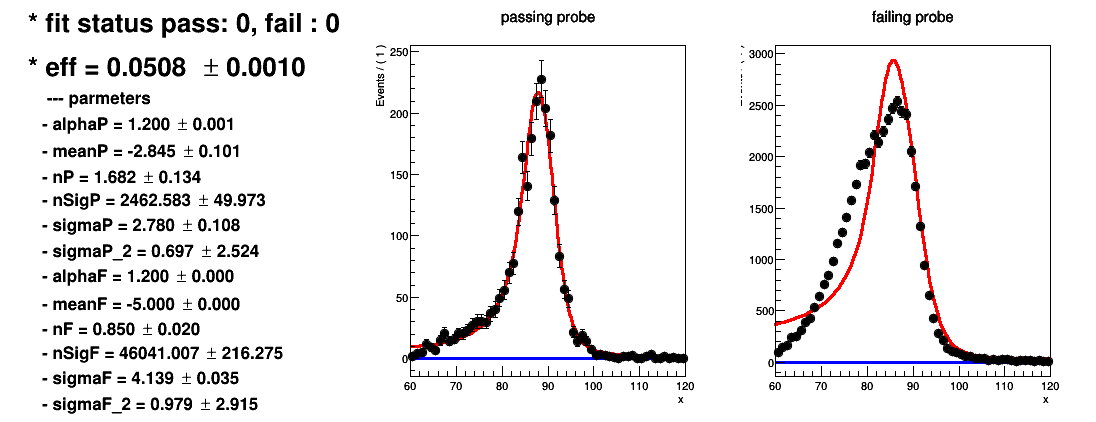 * fit status pass: 0, fail : 0
* eff = 0.0508 ± 0.0010
--- parmeters
- alphaP = 1.200 ± 0.001
- meanP = -2.845 ± 0.101
- nP = 1.682 ± 0.134
- nSigP = 2462.583 ± 49.973
- sigmaP = 2.780 ± 0.108
- sigmaP_2 = 0.697 ± 2.524
- alphaF = 1.200 ± 0.000
- meanF = -5.000 ± 0.000
- nF = 0.850 ± 0.020
- nSigF = 46041.007 ± 216.275
- sigmaF = 4.139 ± 0.035
- sigmaF_2 = 0.979 ± 2.915
passing probe
Events / ( 1 )
250
200
150
100
50
0
60 70 80 90 100 110 120
x
failing probe
3000
2500
2000
1500
1000
500
0
60 70 80 90 100 110 120
x